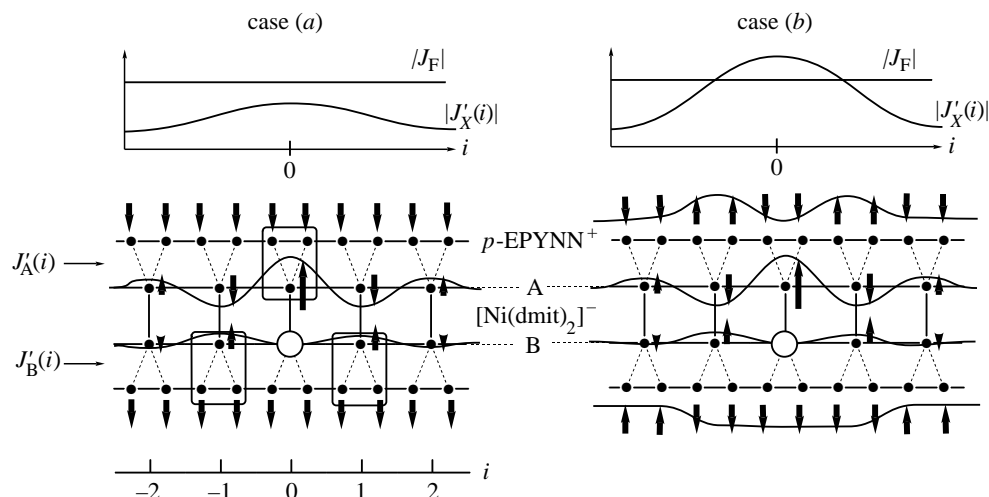 case (a)
case (b)
|J_F|
|J_F|
|J'_X(i)|
|J'_X(i)|
i
i
0
0
J'_A(i)
p-EPYNN⁺
A
[Ni(dmit)₂]⁻
B
J'_B(i)
i
–2 –1 0 1 2